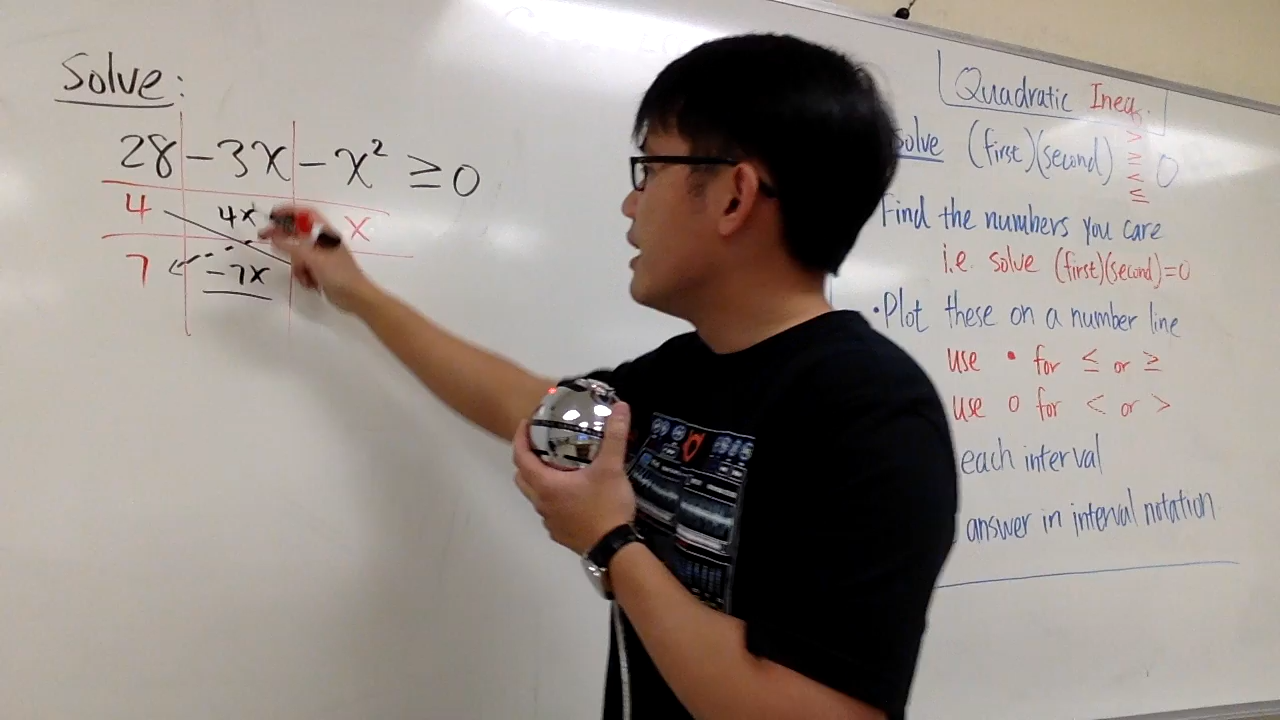 Solve:
28 - 3x - x² ≥ 0
4 4x x
7 -7x
Quadratic Ineq.
solve (first)(second) > ≥ < ≤ 0
Find the numbers you care
i.e. solve (first)(second)=0
• Plot these on a number line
use • for ≤ or ≥
use o for < or >
each interval
answer in interval notation